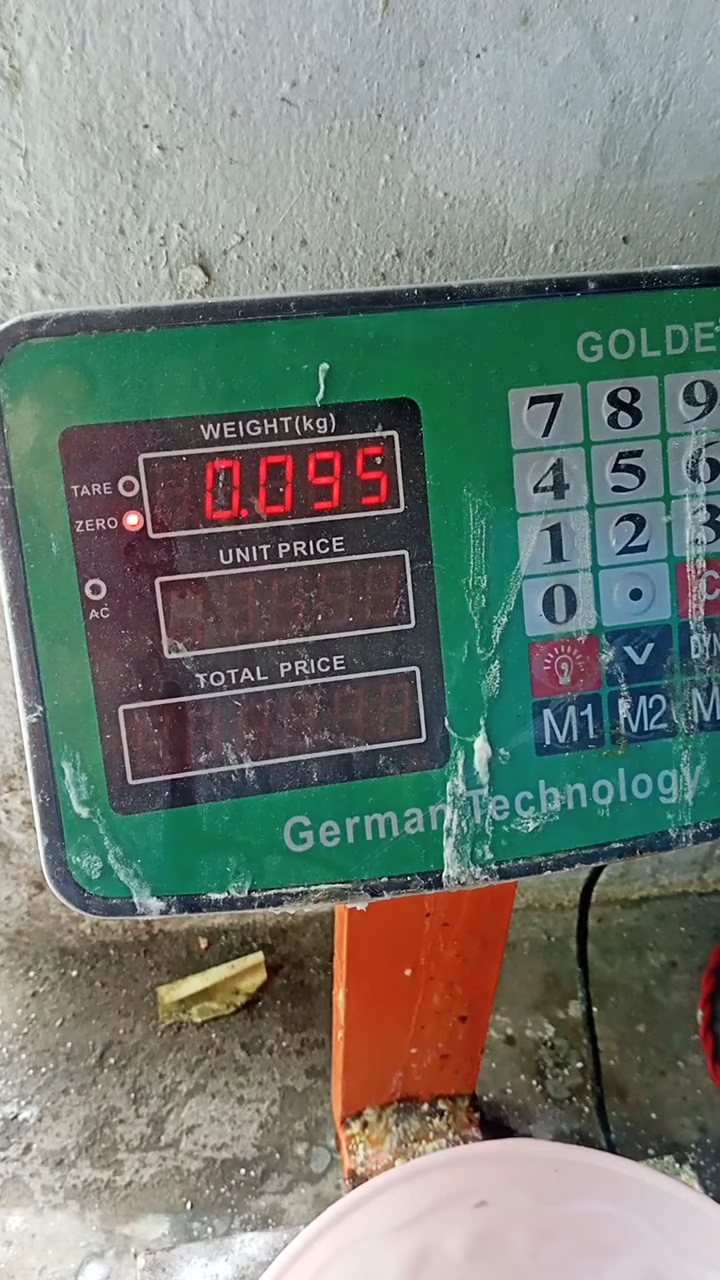 GOLDE
WEIGHT(kg)
0.095
TARE
ZERO
UNIT PRICE
AC
TOTAL PRICE
7 8 9
4 5 6
1 2 3
0 . C
DYN
M1 M2 M
German Technology